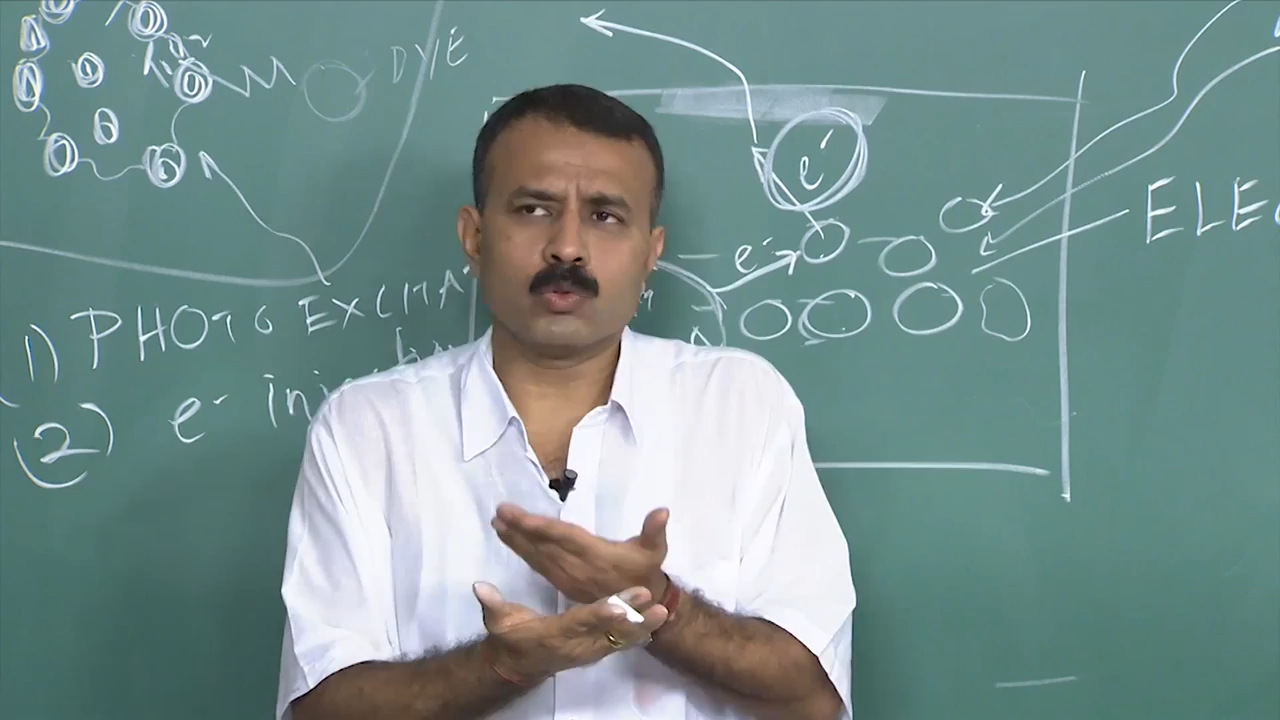 DYE
e⁻
e⁻
ELE
1) PHOTO EXCITA
(2) e⁻ in